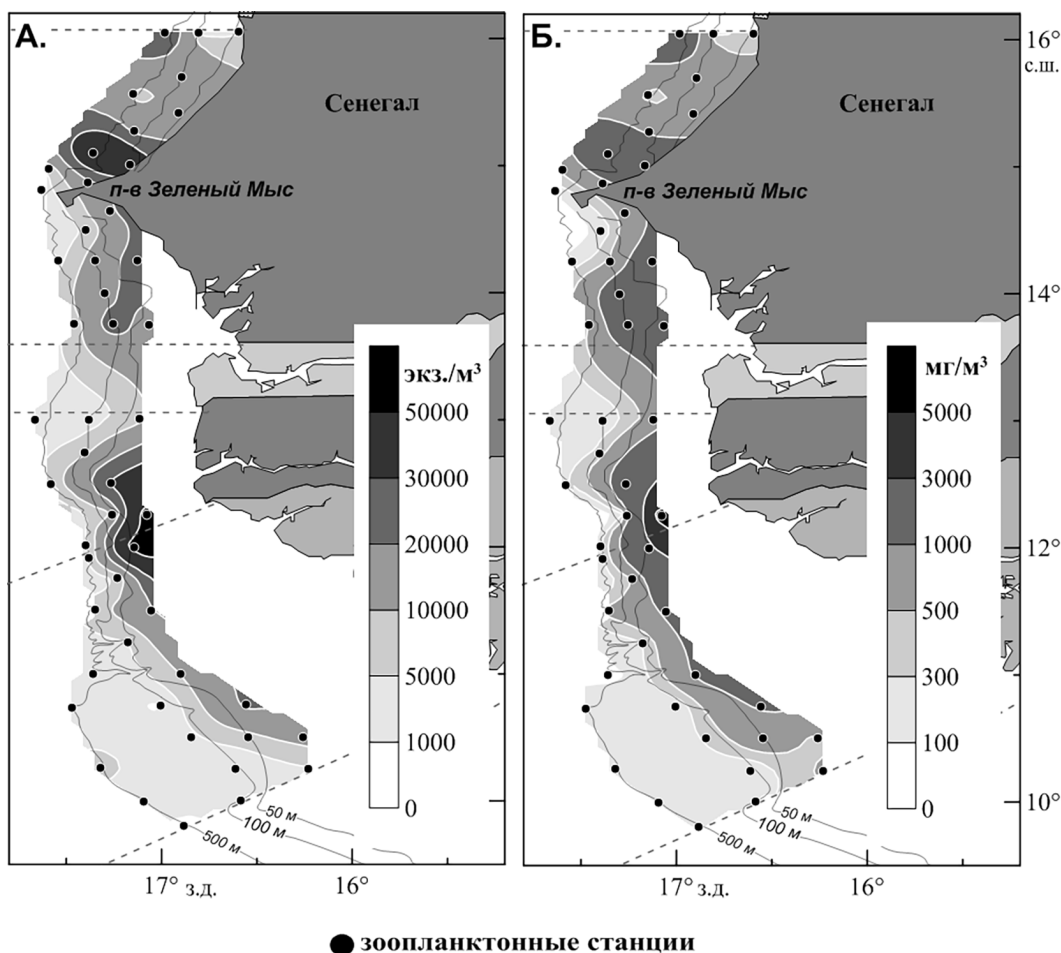 А.
Сенегал
п-в Зеленый Мыс
экз./м³
50000
30000
20000
10000
5000
1000
0
50 м
100 м
500 м
17° з.д.
16°
Б.
Сенегал
п-в Зеленый Мыс
мг/м³
5000
3000
1000
500
300
100
0
50 м
100 м
500 м
17° з.д.
16°
16°
с.ш.
14°
12°
10°
зоопланктонные станции